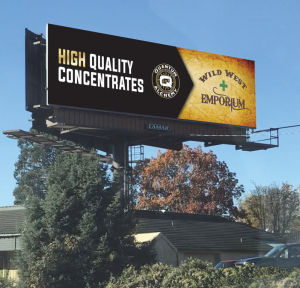 HIGH QUALITY
CONCENTRATES
QUANTUM
ALCHEMY
WILD WEST
EMPORIUM
LAMAR